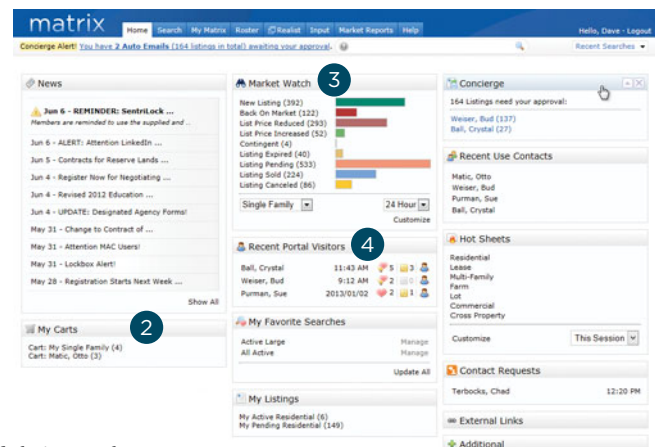 matrix
Home Search My Matrix Roster Realist Input Market Reports Help
Hello, Dave - Logout
Concierge Alert! You have 2 Auto Emails (164 listings in total) awaiting your approval.
Recent Searches
News
Jun 6 - REMINDER: SentriLock ...
Members are reminded to use the supplied and ...
Jun 6 - ALERT: Attention LinkedIn ...
Jun 5 - Contracts for Reserve Lands ...
Jun 4 - Register Now for Negotiating ...
Jun 4 - Revised 2012 Education ...
Jun 4 - UPDATE: Designated Agency Forms!
May 31 - Change to Contract of ...
May 31 - Attention MAC Users!
May 31 - Lockbox Alert!
May 28 - Registration Starts Next Week ...
Show All
My Carts
2
Cart: My Single Family (4)
Cart: Matic, Otto (3)
Market Watch
3
New Listing (392)
Back On Market (122)
List Price Reduced (293)
List Price Increased (52)
Contingent (4)
Listing Expired (40)
Listing Pending (533)
Listing Sold (224)
Listing Canceled (86)
Single Family
24 Hour
Customize
Recent Portal Visitors
4
Ball, Crystal 11:43 AM 5 3
Weiser, Bud 9:12 AM 2 0
Purman, Sue 2013/01/02 2 1
My Favorite Searches
Active Large Manage
All Active Manage
Update All
My Listings
My Active Residential (6)
My Pending Residential (149)
Concierge
164 Listings need your approval:
Weiser, Bud (137)
Ball, Crystal (27)
Recent Use Contacts
Matic, Otto
Weiser, Bud
Purman, Sue
Ball, Crystal
Hot Sheets
Residential
Lease
Multi-Family
Farm
Lot
Commercial
Cross Property
Customize
This Session
Contact Requests
Terbocks, Chad 12:20 PM
External Links
Additional